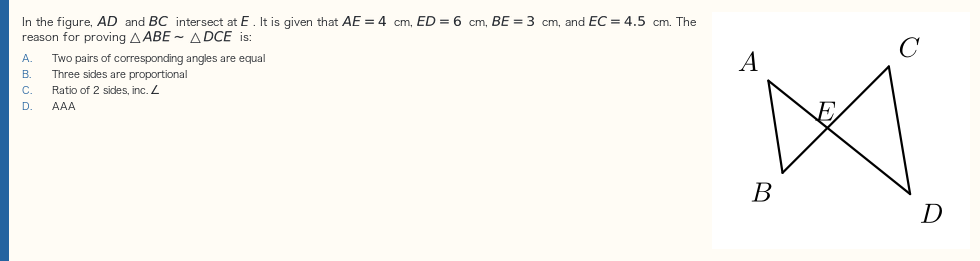 In the figure, AD and BC intersect at E . It is given that AE = 4 cm, ED = 6 cm, BE = 3 cm, and EC = 4.5 cm. The
reason for proving △ ABE ~ △ DCE is:
A. Two pairs of corresponding angles are equal
B. Three sides are proportional
C. Ratio of 2 sides, inc. ∠
D. AAA
C
A
E
B
D